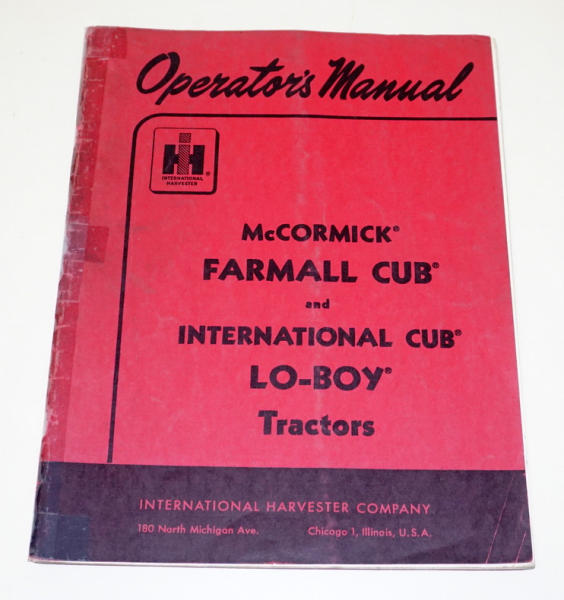 Operator's Manual
IH ®
INTERNATIONAL
HARVESTER
McCORMICK®
FARMALL CUB®
and
INTERNATIONAL CUB®
LO-BOY®
Tractors
INTERNATIONAL HARVESTER COMPANY
180 North Michigan Ave. Chicago 1, Illinois, U.S.A.